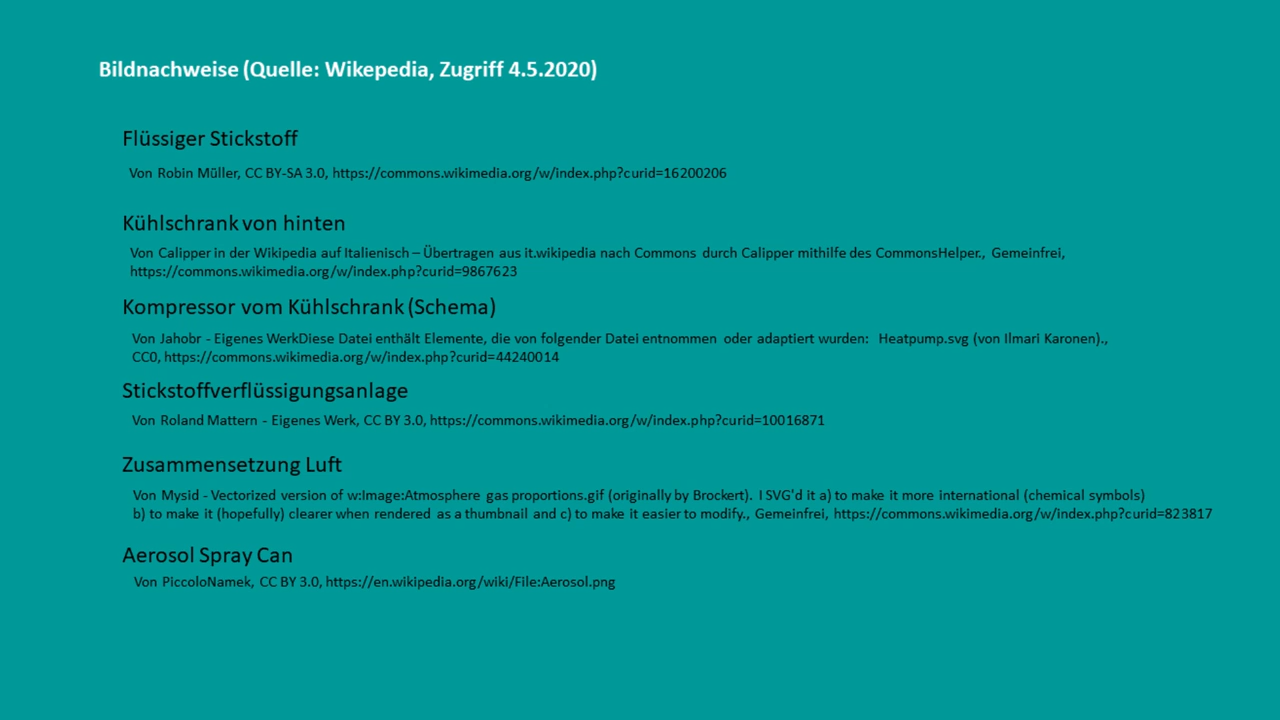 Bildnachweise (Quelle: Wikepedia, Zugriff 4.5.2020)
Flüssiger Stickstoff
Von Robin Müller, CC BY-SA 3.0, https://commons.wikimedia.org/w/index.php?curid=16200206
Kühlschrank von hinten
Von Calipper in der Wikipedia auf Italienisch – Übertragen aus it.wikipedia nach Commons durch Calipper mithilfe des CommonsHelper., Gemeinfrei,
https://commons.wikimedia.org/w/index.php?curid=9867623
Kompressor vom Kühlschrank (Schema)
Von Jahobr - Eigenes WerkDiese Datei enthält Elemente, die von folgender Datei entnommen oder adaptiert wurden: Heatpump.svg (von Ilmari Karonen).,
CC0, https://commons.wikimedia.org/w/index.php?curid=44240014
Stickstoffverflüssigungsanlage
Von Roland Mattern - Eigenes Werk, CC BY 3.0, https://commons.wikimedia.org/w/index.php?curid=10016871
Zusammensetzung Luft
Von Mysid - Vectorized version of w:Image:Atmosphere gas proportions.gif (originally by Brockert). I SVG'd it a) to make it more international (chemical symbols)
b) to make it (hopefully) clearer when rendered as a thumbnail and c) to make it easier to modify., Gemeinfrei, https://commons.wikimedia.org/w/index.php?curid=823817
Aerosol Spray Can
Von PiccoloNamek, CC BY 3.0, https://en.wikipedia.org/wiki/File:Aerosol.png